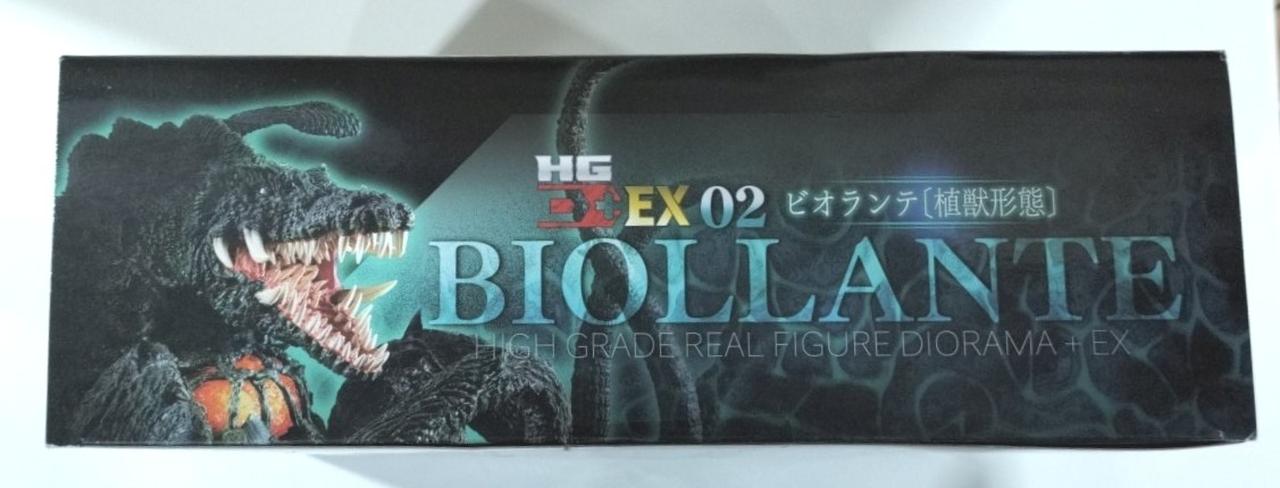 HG
D+EX 02 ビオランテ〔植獣形態〕
BIOLLANTE
HIGH GRADE REAL FIGURE DIORAMA + EX